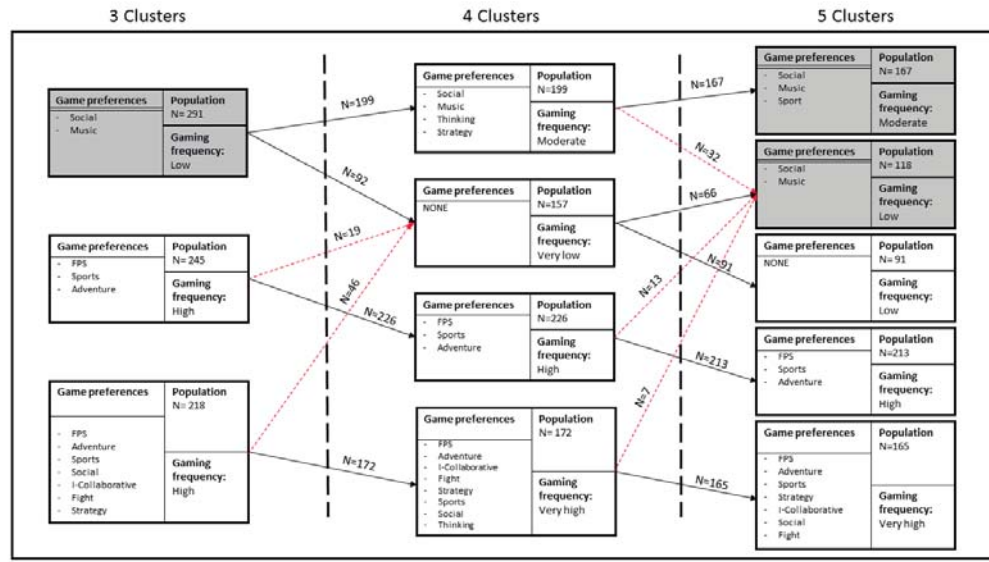 3 Clusters
4 Clusters
5 Clusters
Game preferences
- Social
- Music
Population
N= 291
Gaming
frequency:
Low
Game preferences
- FPS
- Sports
- Adventure
Population
N= 245
Gaming
frequency:
High
Game preferences
- FPS
- Adventure
- Sports
- Social
- I-Collaborative
- Fight
- Strategy
Population
N= 218
Gaming
frequency:
High
N=199
N=92
N=19
N=46
N=226
N=172
Game preferences
- Social
- Music
- Thinking
- Strategy
Population
N=199
Gaming
frequency:
Moderate
Game preferences
NONE
Population
N=157
Gaming
frequency:
Very low
Game preferences
- FPS
- Sports
- Adventure
Population
N=226
Gaming
frequency:
High
Game preferences
- FPS
- Adventure
- I-Collaborative
- Fight
- Strategy
- Sports
- Social
- Thinking
Population
N= 172
Gaming
frequency:
Very high
N=167
N=32
N=66
N=91
N=13
N=213
N=7
N=165
Game preferences
- Social
- Music
- Sport
Population
N= 167
Gaming
frequency:
Moderate
Game preferences
- Social
- Music
Population
N= 118
Gaming
frequency:
Low
Game preferences
NONE
Population
N= 91
Gaming
frequency:
Low
Game preferences
- FPS
- Sports
- Adventure
Population
N=213
Gaming
frequency:
High
Game preferences
- FPS
- Adventure
- Sports
- Strategy
- I-Collaborative
- Social
- Fight
Population
N=165
Gaming
frequency:
Very high